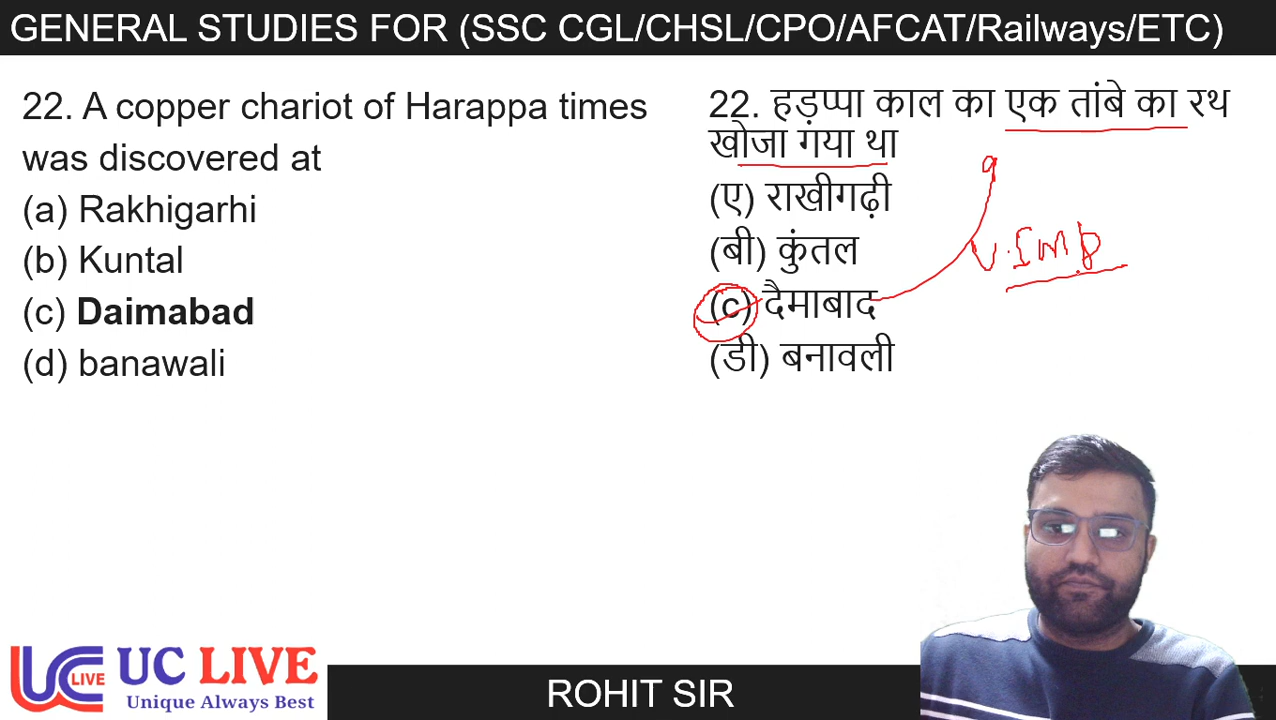 GENERAL STUDIES FOR (SSC CGL/CHSL/CPO/AFCAT/Railways/ETC)
22. A copper chariot of Harappa times
was discovered at
(a) Rakhigarhi
(b) Kuntal
(c) Daimabad
(d) banawali
22. हड़प्पा काल का एक तांबे का रथ
खोजा गया था
(ए) राखीगढ़ी
(बी) कुंतल
(c) दैमाबाद
(डी) बनावली
V. Imp
LIVE
UC LIVE
Unique Always Best
ROHIT SIR